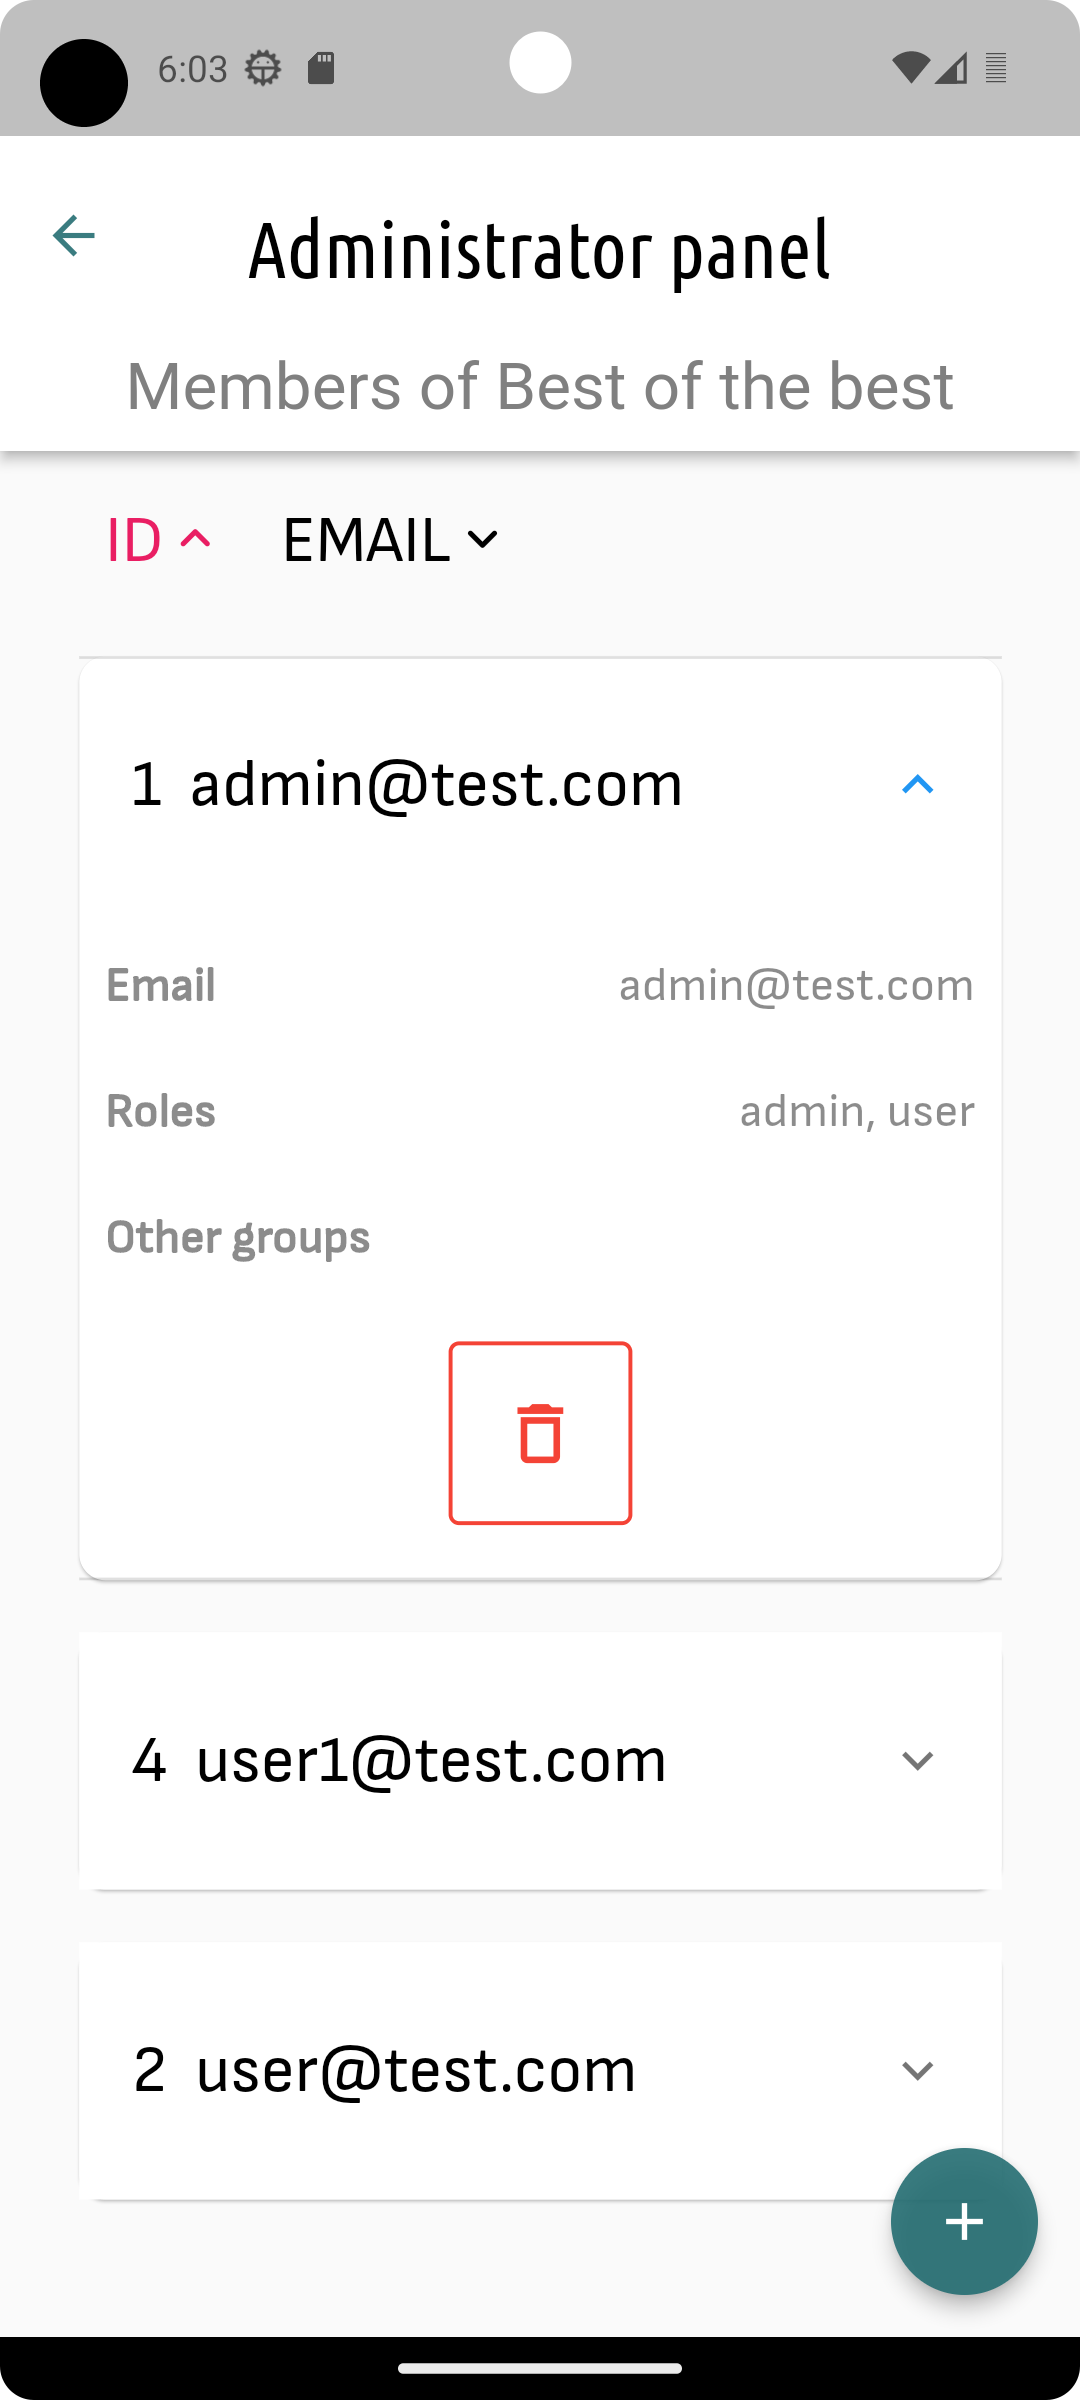 6:03
Administrator panel
Members of Best of the best
ID EMAIL
1 admin@test.com
Email admin@test.com
Roles admin, user
Other groups
4 user1@test.com
2 user@test.com